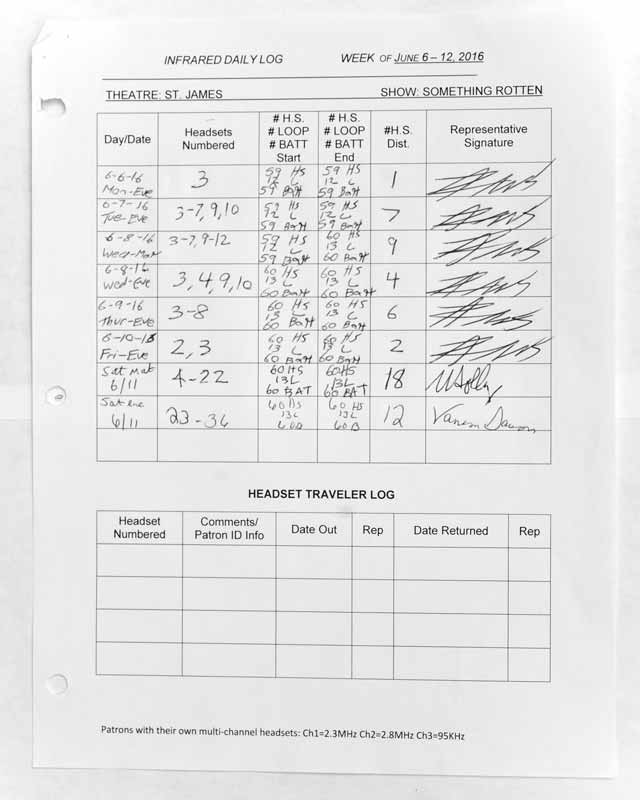 INFRARED DAILY LOG WEEK OF JUNE 6 – 12, 2016
THEATRE: ST. JAMES SHOW: SOMETHING ROTTEN
Day/Date
Headsets
Numbered
# H.S.
# LOOP
# BATT
Start
# H.S.
# LOOP
# BATT
End
#H.S.
Dist.
Representative
Signature
6-6-16
Mon-Eve
3
59 HS
12 L
59 Batt
59 HS
12 L
59 Batt
1
6-7-16
Tue-Eve
3-7,9,10
59 HS
12 L
59 Batt
59 HS
12 L
59 Batt
7
6-8-16
Wed-Mat
3-7,9-12
59 HS
12 L
59 Batt
60 HS
13 L
60 Batt
9
6-8-16
Wed-Eve
3,4,9,10
60 HS
13 L
60 Batt
60 HS
13 L
60 Batt
4
6-9-16
Thur-Eve
3-8
60 HS
13 L
60 Batt
60 HS
13 L
60 Batt
6
6-10-16
Fri-Eve
2,3
60 HS
13 L
60 Batt
60 HS
13 L
60 Batt
2
Sat Mat
6/11
4-22
60 HS
13L
60 BAT
60HS
13L
60 BAT
18
Sat eve
6/11
23-36
60 HS
13L
60B
60 HS
13L
60 B
12
Vanessa Dawson
HEADSET TRAVELER LOG
Headset
Numbered
Comments/
Patron ID Info
Date Out
Rep
Date Returned
Rep
Patrons with their own multi-channel headsets: Ch1=2.3MHz Ch2=2.8MHz Ch3=95KHz